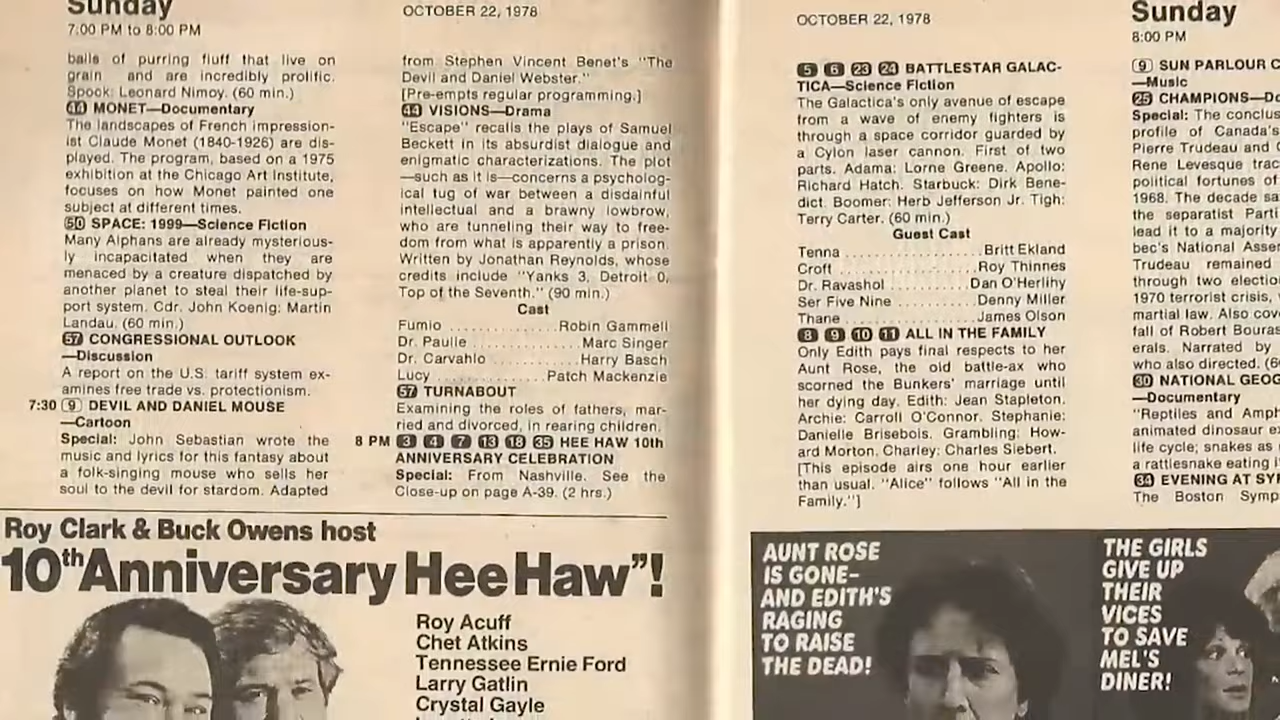 Sunday
7:00 PM to 8:00 PM
balls of purring fluff that live on
grain and are incredibly prolific.
Spock: Leonard Nimoy. (60 min.)
44 MONET—Documentary
The landscapes of French impression-
ist Claude Monet (1840-1926) are dis-
played. The program, based on a 1975
exhibition at the Chicago Art Institute,
focuses on how Monet painted one
subject at different times.
50 SPACE: 1999—Science Fiction
Many Alphans are already mysterious-
ly incapacitated when they are
menaced by a creature dispatched by
another planet to steal their life-sup-
port system. Cdr. John Koenig: Martin
Landau. (60 min.)
57 CONGRESSIONAL OUTLOOK
—Discussion
A report on the U.S. tariff system ex-
amines free trade vs. protectionism.
7:30 9 DEVIL AND DANIEL MOUSE
—Cartoon
Special: John Sebastian wrote the
music and lyrics for this fantasy about
a folk-singing mouse who sells her
soul to the devil for stardom. Adapted
OCTOBER 22, 1978
from Stephen Vincent Benet's "The
Devil and Daniel Webster."
[Pre-empts regular programming.]
44 VISIONS—Drama
"Escape" recalls the plays of Samuel
Beckett in its absurdist dialogue and
enigmatic characterizations. The plot
—such as it is—concerns a psycholog-
ical tug of war between a disdainful
intellectual and a brawny lowbrow,
who are tunneling their way to free-
dom from what is apparently a prison.
Written by Jonathan Reynolds, whose
credits include "Yanks 3, Detroit 0,
Top of the Seventh." (90 min.)
Cast
Fumio ..............Robin Gammell
Dr. Paulle ..............Marc Singer
Dr. Carvahlo ..........Harry Basch
Lucy ..............Patch Mackenzie
57 TURNABOUT
Examining the roles of fathers, mar-
ried and divorced, in rearing children.
8 PM 3 4 7 13 18 35 HEE HAW 10th
ANNIVERSARY CELEBRATION
Special: From Nashville. See the
Close-up on page A-39. (2 hrs.)
Roy Clark & Buck Owens host
10th Anniversary Hee Haw"!
Roy Acuff
Chet Atkins
Tennessee Ernie Ford
Larry Gatlin
Crystal Gayle
OCTOBER 22, 1978
5 6 23 24 BATTLESTAR GALAC-
TICA—Science Fiction
The Galactica's only avenue of escape
from a wave of enemy fighters is
through a space corridor guarded by
a Cylon laser cannon. First of two
parts. Adama: Lorne Greene. Apollo:
Richard Hatch. Starbuck: Dirk Bene-
dict. Boomer: Herb Jefferson Jr. Tigh:
Terry Carter. (60 min.)
Guest Cast
Tenna ..................Britt Ekland
Croft ..................Roy Thinnes
Dr. Ravashol ..........Dan O'Herlihy
Ser Five Nine ..........Denny Miller
Thane ..................James Olson
8 9 10 11 ALL IN THE FAMILY
Only Edith pays final respects to her
Aunt Rose, the old battle-ax who
scorned the Bunkers' marriage until
her dying day. Edith: Jean Stapleton.
Archie: Carroll O'Connor. Stephanie:
Danielle Brisebois. Grambling: How-
ard Morton. Charley: Charles Siebert.
[This episode airs one hour earlier
than usual. "Alice" follows "All in the
Family."]
AUNT ROSE
IS GONE–
AND EDITH'S
RAGING
TO RAISE
THE DEAD!
Sunday
8:00 PM
9 SUN PARLOUR C
—Music
25 CHAMPIONS—Do
Special: The conclus
profile of Canada's
Pierre Trudeau and
Rene Levesque trac
political fortunes of
1968. The decade sa
the separatist Parti
lead it to a majority
bec's National Asse
Trudeau remained
through two electio
1970 terrorist crisis,
martial law. Also cov
fall of Robert Bouras
erals. Narrated by
who also directed. (6
30 NATIONAL GEOG
—Documentary
"Reptiles and Amph
animated dinosaur ex
life cycle; snakes as
a rattlesnake eating i
34 EVENING AT SY
The Boston Symp
THE GIRLS
GIVE UP
THEIR
VICES
TO SAVE
MEL'S
DINER!